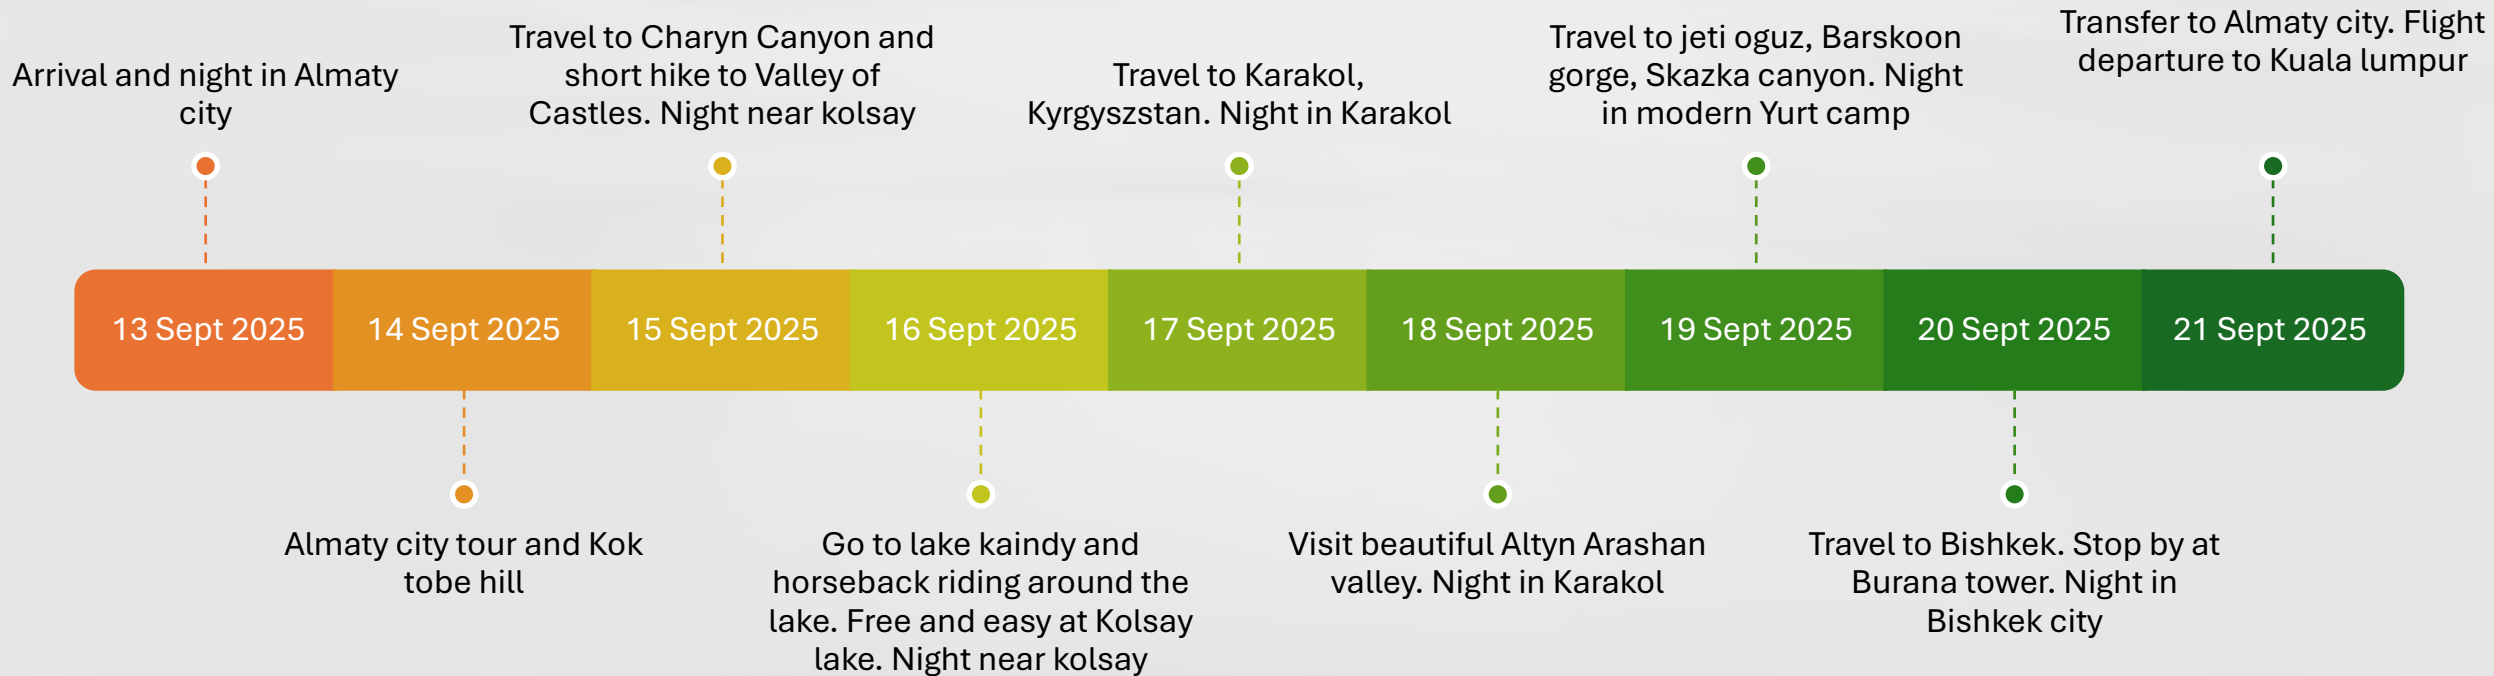 Arrival and night in Almaty
city
Travel to Charyn Canyon and
short hike to Valley of
Castles. Night near kolsay
Travel to Karakol,
Kyrgyszstan. Night in Karakol
Travel to jeti oguz, Barskoon
gorge, Skazka canyon. Night
in modern Yurt camp
Transfer to Almaty city. Flight
departure to Kuala lumpur
13 Sept 2025
14 Sept 2025
15 Sept 2025
16 Sept 2025
17 Sept 2025
18 Sept 2025
19 Sept 2025
20 Sept 2025
21 Sept 2025
Almaty city tour and Kok
tobe hill
Go to lake kaindy and
horseback riding around the
lake. Free and easy at Kolsay
lake. Night near kolsay
Visit beautiful Altyn Arashan
valley. Night in Karakol
Travel to Bishkek. Stop by at
Burana tower. Night in
Bishkek city